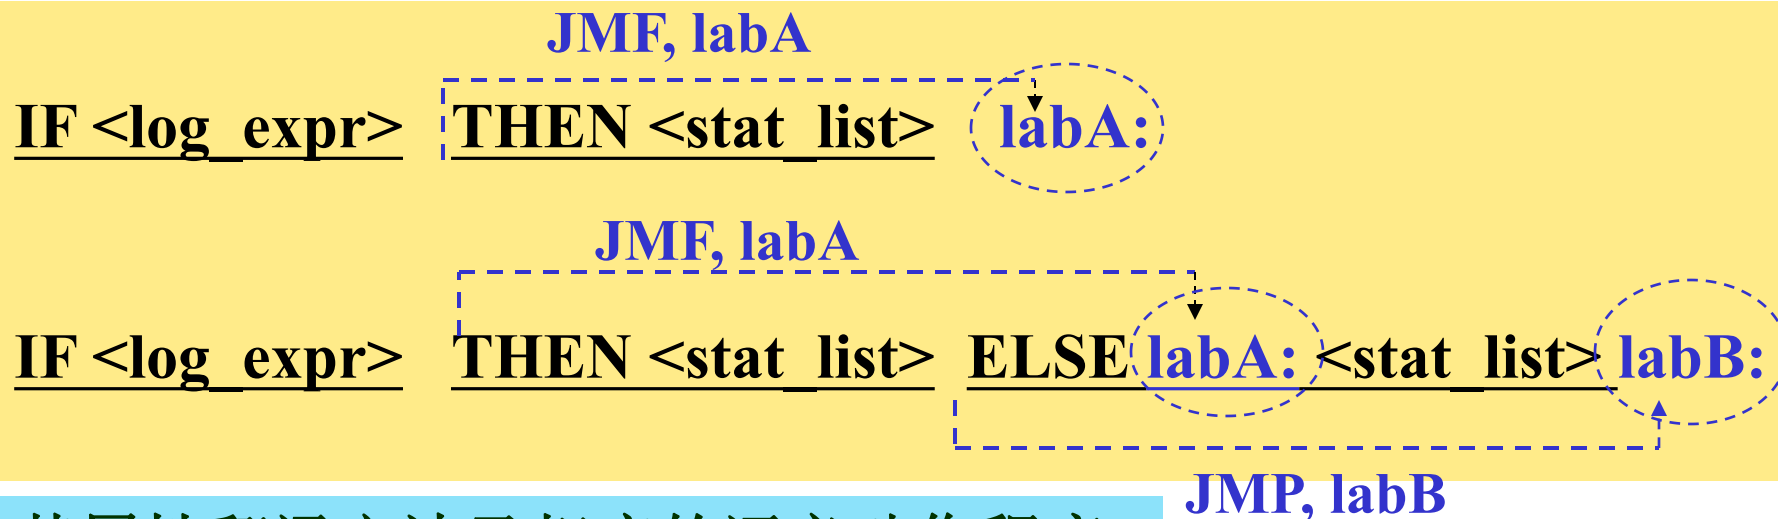 JMF, labA
IF <log_expr> THEN <stat_list> labA:
JMF, labA
IF <log_expr> THEN <stat_list> ELSE labA: <stat_list> labB:
JMP, labB